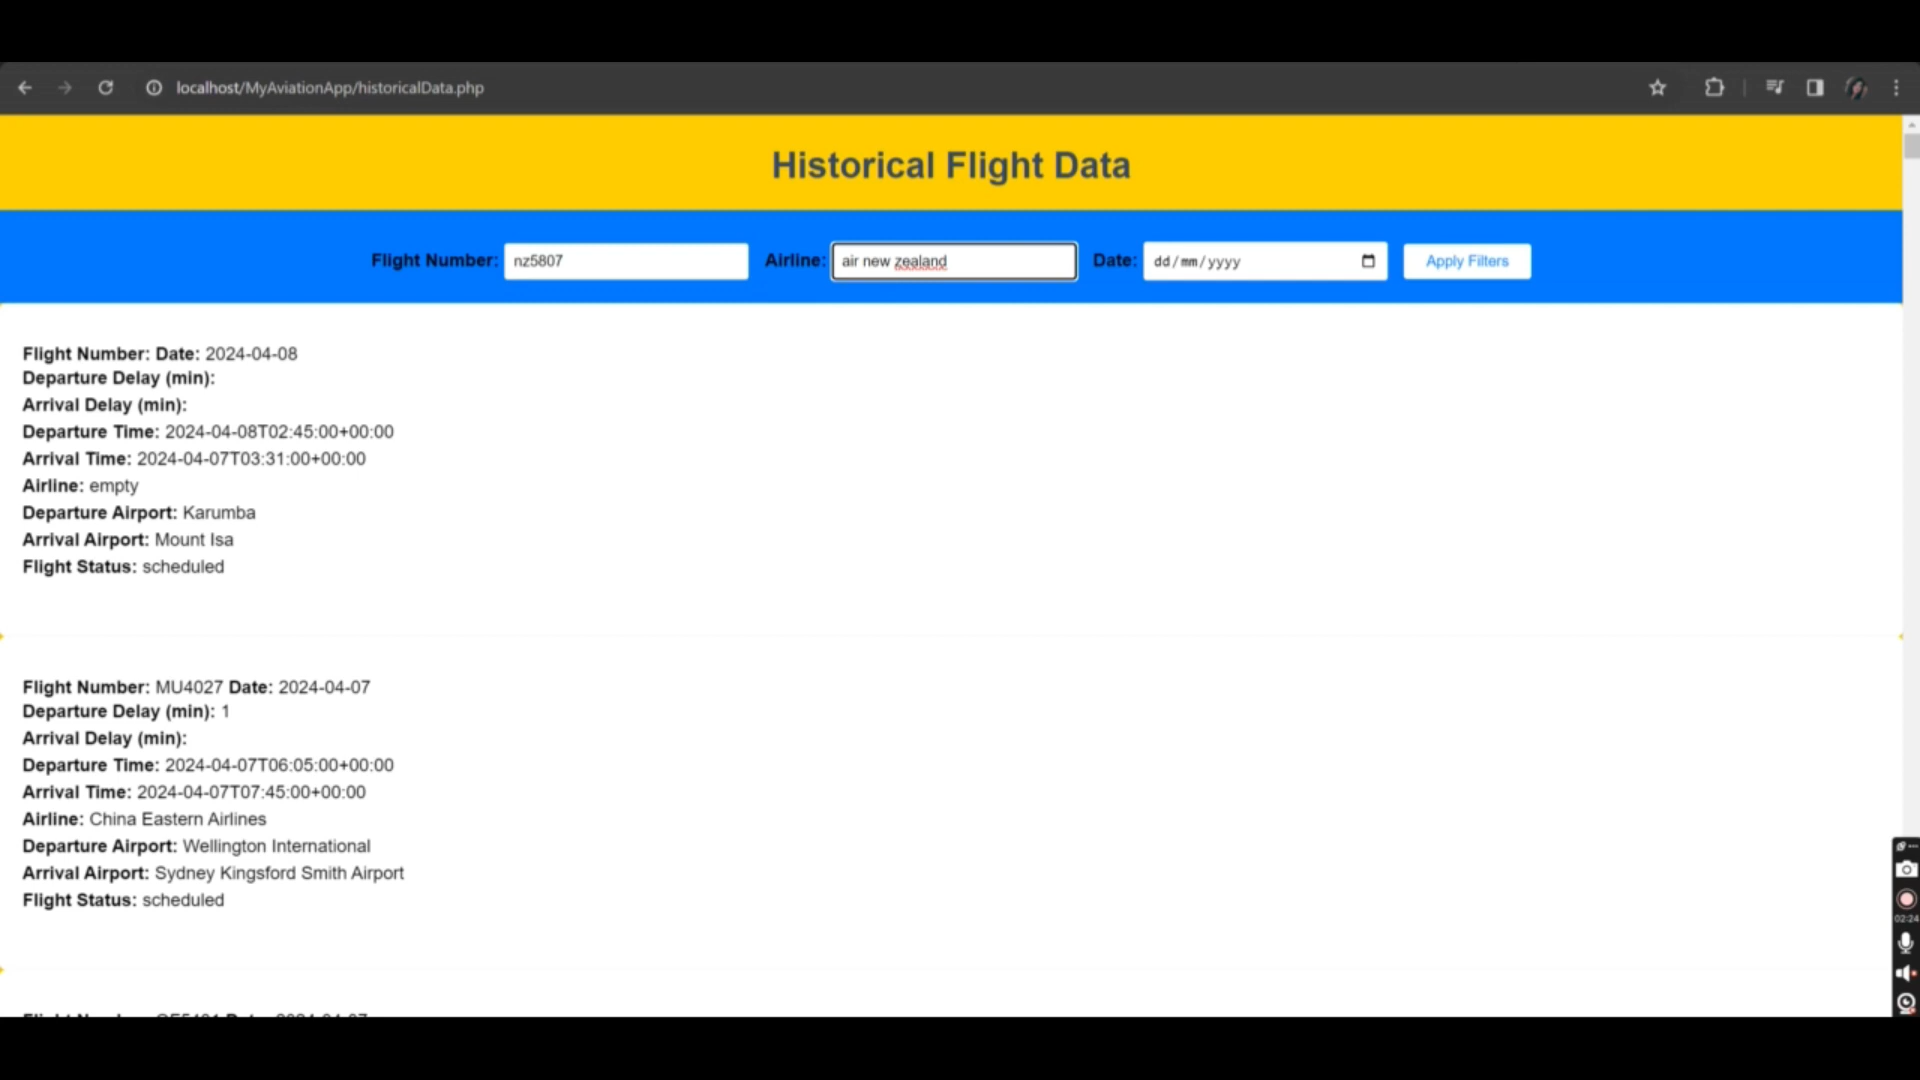 localhost/MyAviationApp/historicalData.php
Historical Flight Data
Flight Number: nz5807 Airline: air new zealand Date: dd/mm/yyyy Apply Filters
Flight Number: Date: 2024-04-08
Departure Delay (min):
Arrival Delay (min):
Departure Time: 2024-04-08T02:45:00+00:00
Arrival Time: 2024-04-07T03:31:00+00:00
Airline: empty
Departure Airport: Karumba
Arrival Airport: Mount Isa
Flight Status: scheduled
Flight Number: MU4027 Date: 2024-04-07
Departure Delay (min): 1
Arrival Delay (min):
Departure Time: 2024-04-07T06:05:00+00:00
Arrival Time: 2024-04-07T07:45:00+00:00
Airline: China Eastern Airlines
Departure Airport: Wellington International
Arrival Airport: Sydney Kingsford Smith Airport
Flight Status: scheduled
02:24